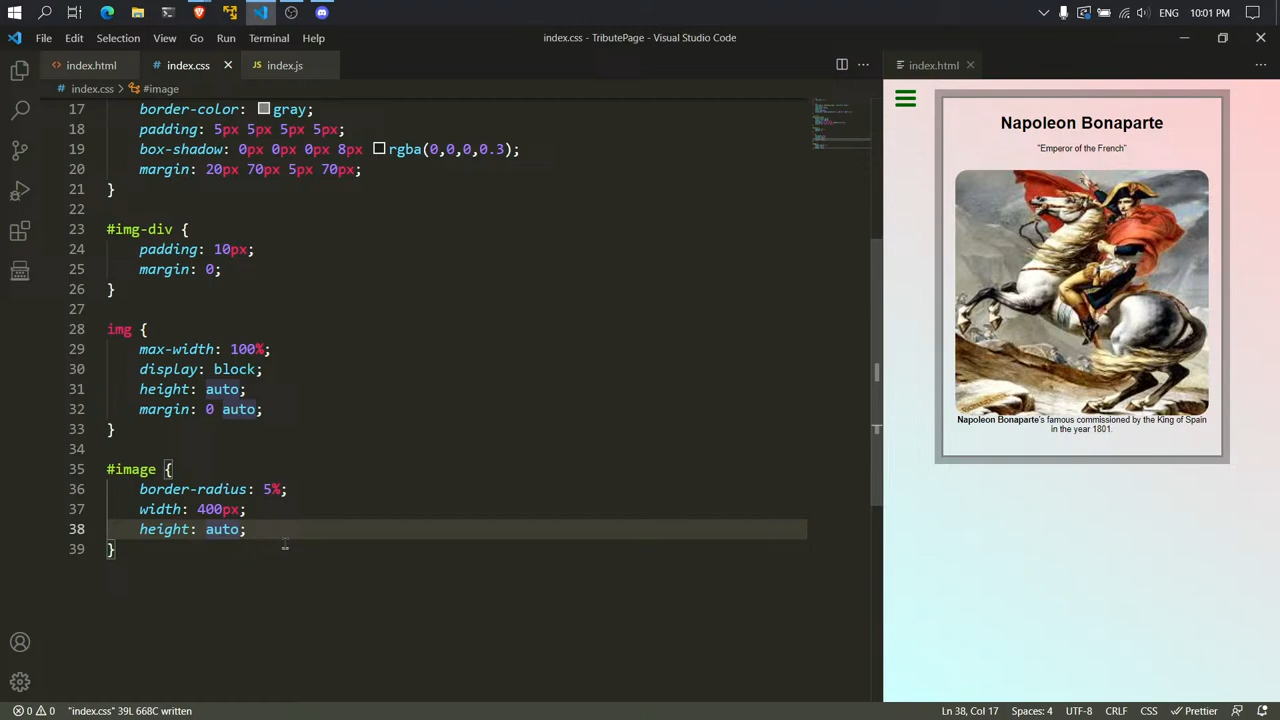 ENG 10:01 PM
File Edit Selection View Go Run Terminal Help index.css - TributePage - Visual Studio Code
index.html index.css index.js index.html
index.css > #image
17 border-color: gray;
18 padding: 5px 5px 5px 5px;
19 box-shadow: 0px 0px 0px 8px rgba(0,0,0,0.3);
20 margin: 20px 70px 5px 70px;
21 }
22
23 #img-div {
24 padding: 10px;
25 margin: 0;
26 }
27
28 img {
29 max-width: 100%;
30 display: block;
31 height: auto;
32 margin: 0 auto;
33 }
34
35 #image {
36 border-radius: 5%;
37 width: 400px;
38 height: auto;
39 }
Napoleon Bonaparte
"Emperor of the French"
Napoleon Bonaparte's famous commissioned by the King of Spain
in the year 1801.
0 0 "index.css" 39L 668C written Ln 38, Col 17 Spaces: 4 UTF-8 CRLF CSS Prettier